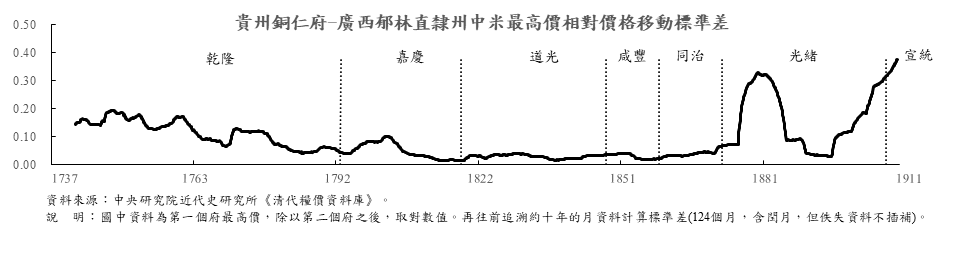 貴州銅仁府-廣西郁林直隸州中米最高價相對價格移動標準差
0.50
0.40
0.30
0.20
0.10
0.00
乾隆 嘉慶 道光 咸豐 同治 光緒 宣統
1737 1763 1792 1822 1851 1881 1911
資料來源：中央研究院近代史研究所《清代糧價資料庫》。
說　明：圖中資料為第一個府最高價，除以第二個府之後，取對數值。再往前追溯約十年的月資料計算標準差(124個月，含閏月，但佚失資料不插補)。